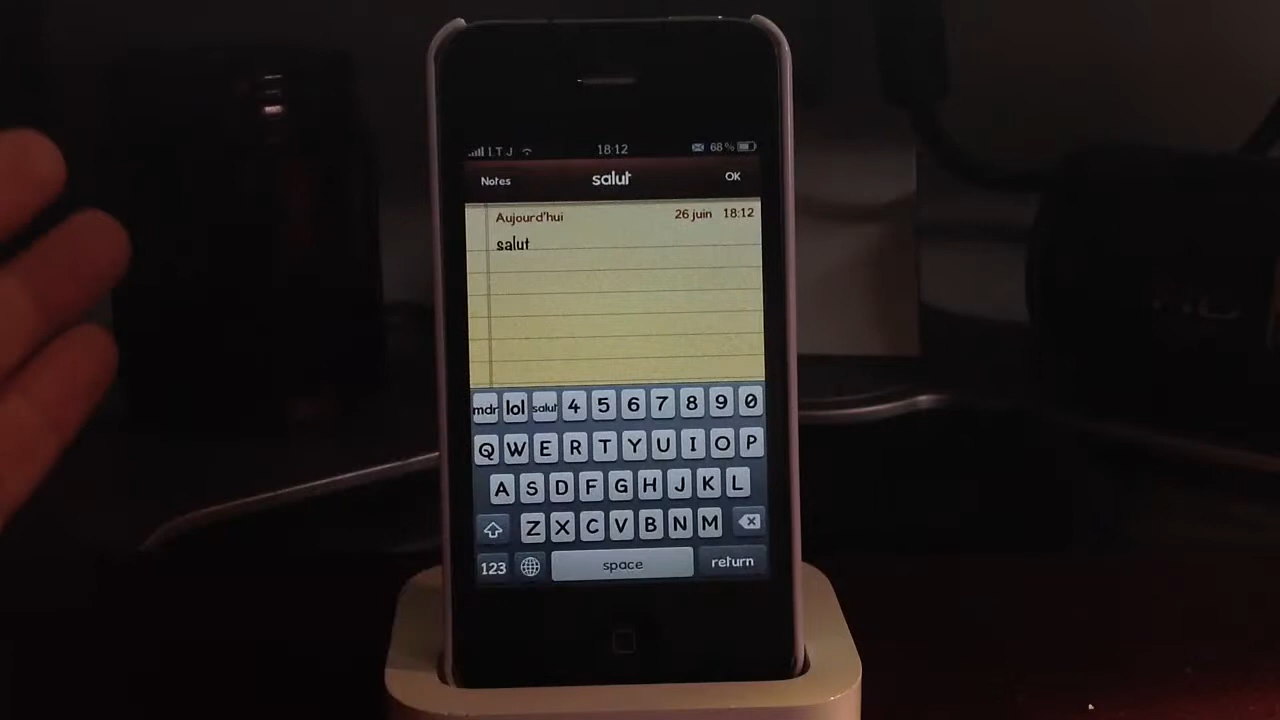 I.T J 18:12 68%
Notes salut OK
Aujourd'hui 26 juin 18:12
salut
mdr lol salut 4 5 6 7 8 9 0
Q W E R T Y U I O P
A S D F G H J K L
Z X C V B N M
123 space return